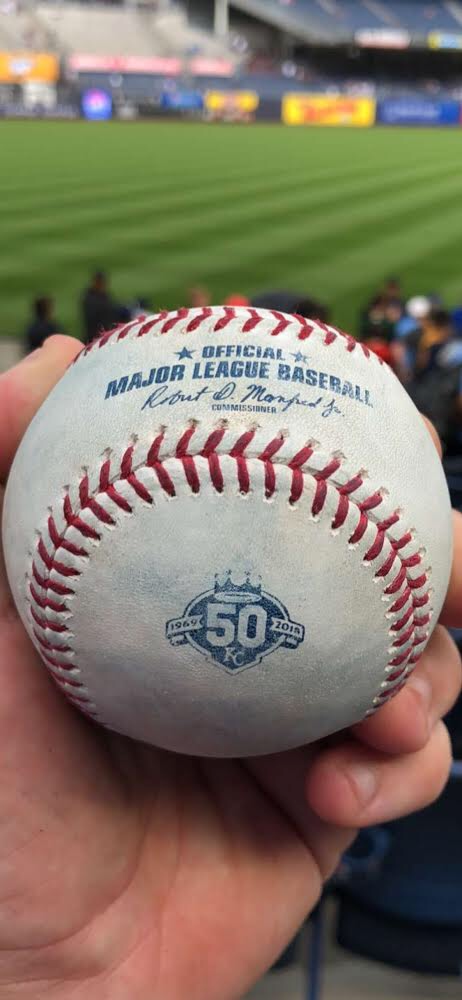 ★ OFFICIAL ★
MAJOR LEAGUE BASEBALL
Robert D. Manfred Jr.
COMMISSIONER
1969 50 2018
KC